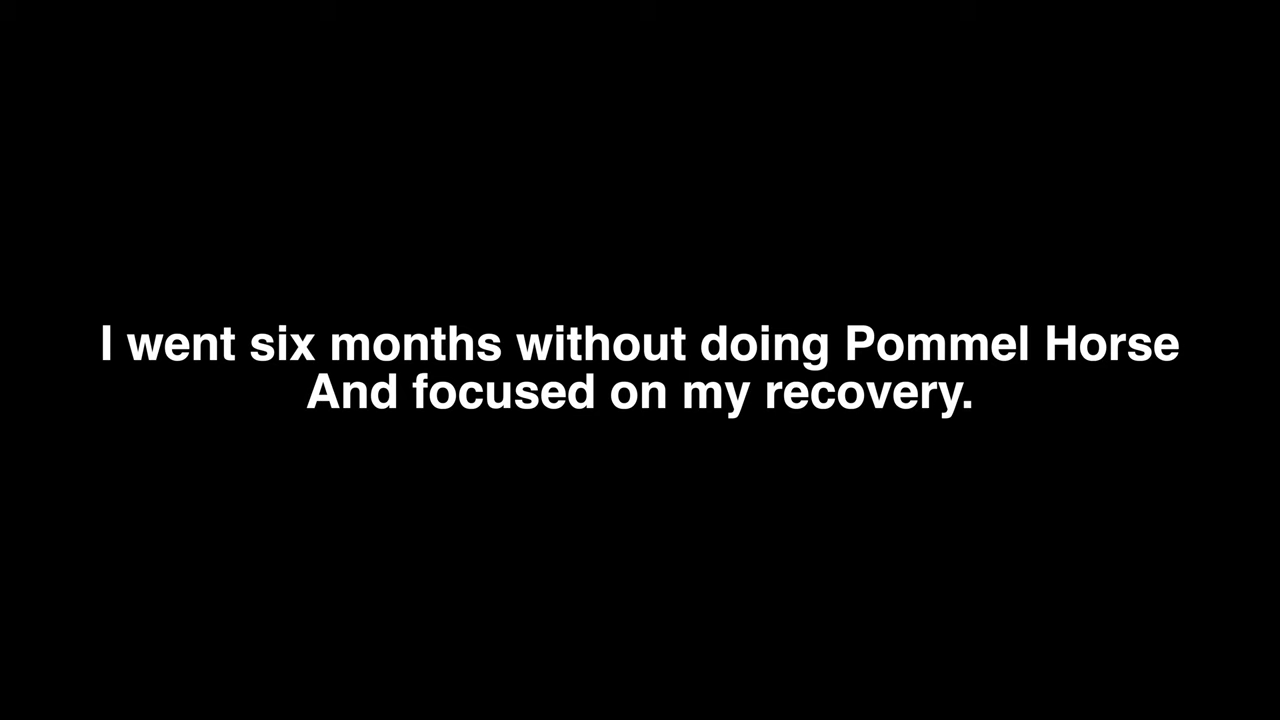 I went six months without doing Pommel Horse
And focused on my recovery.